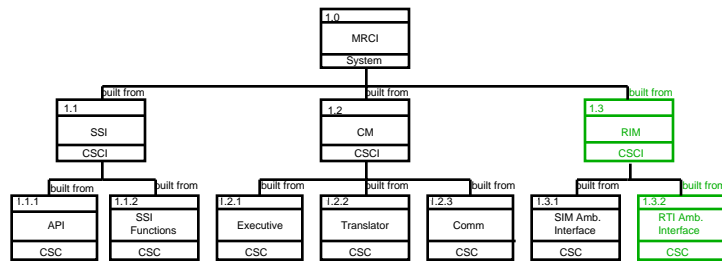 1.0
MRCI
System
built from
built from
built from
1.1
SSI
CSCI
1.2
CM
CSCI
1.3
RIM
CSCI
built from
built from
built from
built from
built from
built from
built from
1.1.1
API
CSC
1.1.2
SSI
Functions
CSC
1.2.1
Executive
CSC
1.2.2
Translator
CSC
1.2.3
Comm
CSC
1.3.1
SIM Amb.
Interface
CSC
1.3.2
RTI Amb.
Interface
CSC